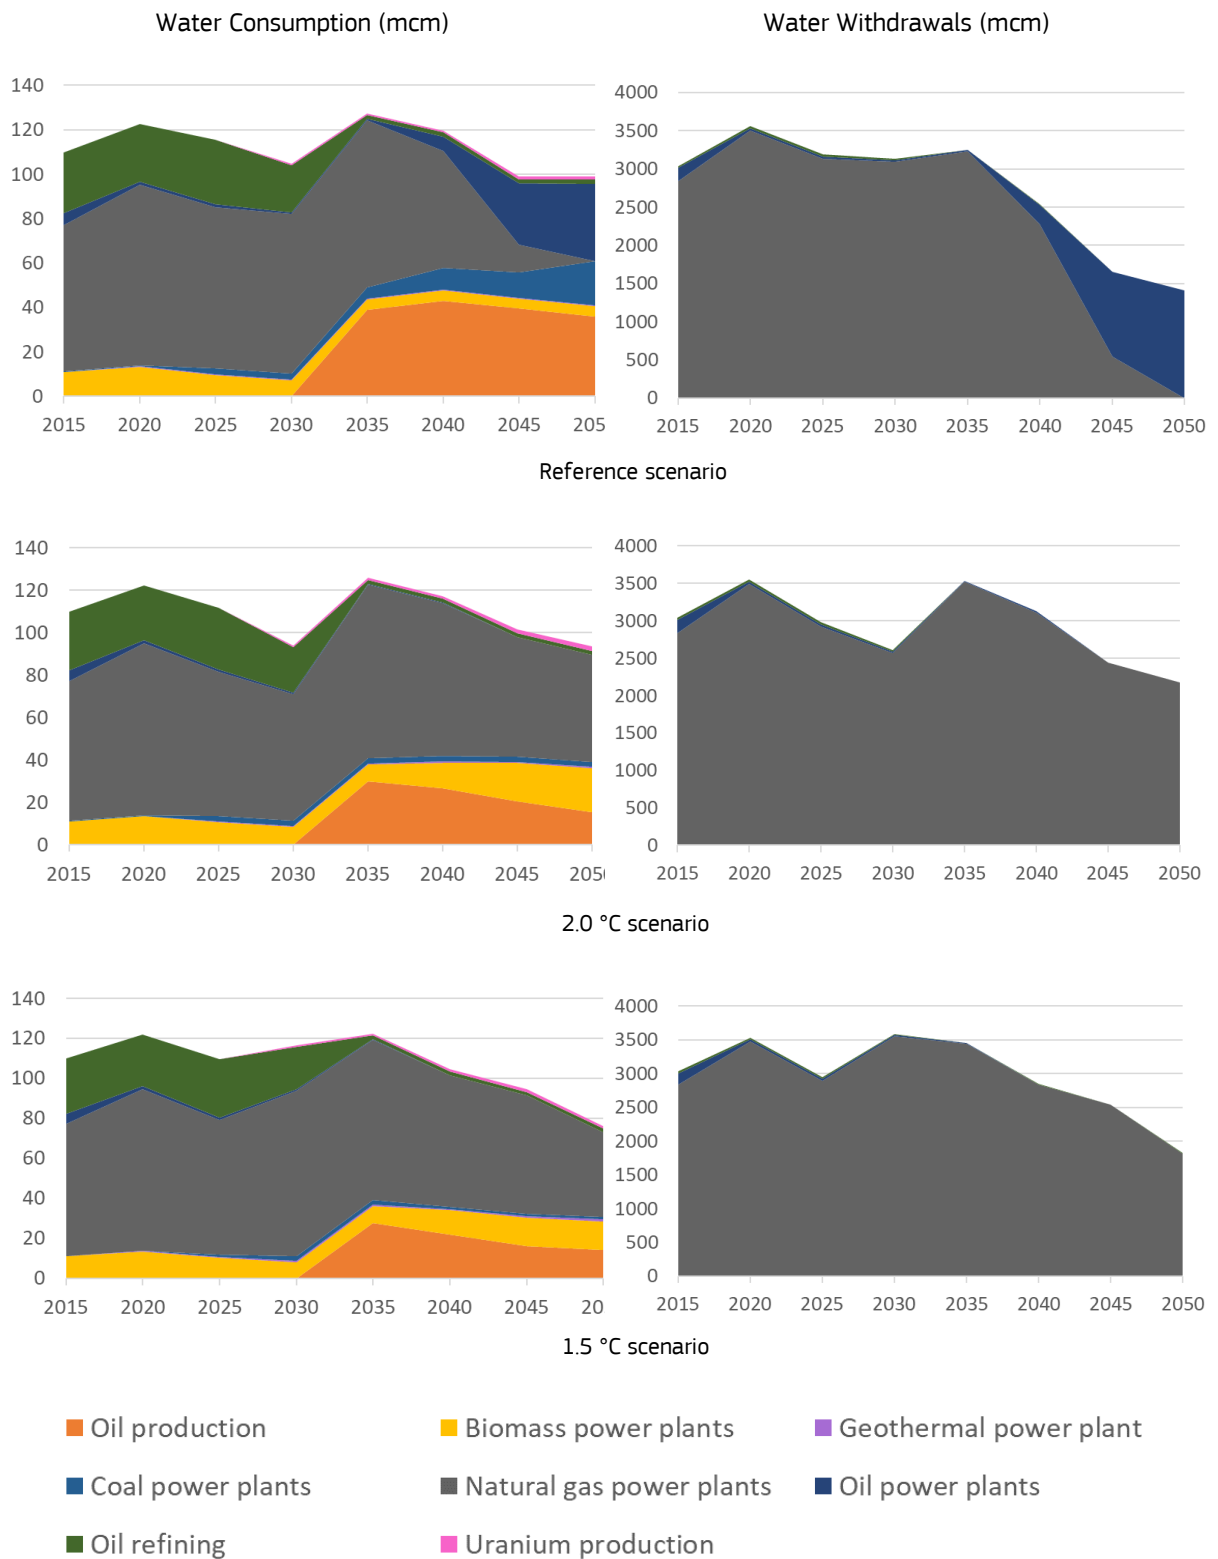 Water Consumption (mcm)
Water Withdrawals (mcm)
140
120
100
80
60
40
20
0
2015 2020 2025 2030 2035 2040 2045 205
4000
3500
3000
2500
2000
1500
1000
500
0
2015 2020 2025 2030 2035 2040 2045 2050
Reference scenario
140
120
100
80
60
40
20
0
2015 2020 2025 2030 2035 2040 2045 205
4000
3500
3000
2500
2000
1500
1000
500
0
2015 2020 2025 2030 2035 2040 2045 2050
2.0 °C scenario
140
120
100
80
60
40
20
0
2015 2020 2025 2030 2035 2040 2045 20
4000
3500
3000
2500
2000
1500
1000
500
0
2015 2020 2025 2030 2035 2040 2045 2050
1.5 °C scenario
Oil production
Biomass power plants
Geothermal power plant
Coal power plants
Natural gas power plants
Oil power plants
Oil refining
Uranium production